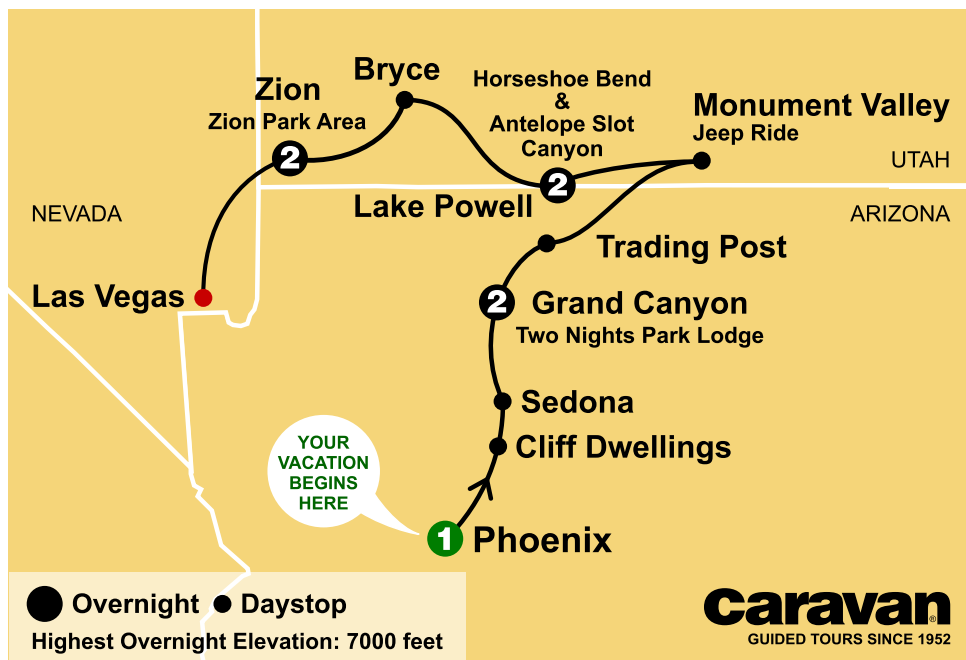 Bryce
Horseshoe Bend
&
Antelope Slot
Canyon
Zion
Zion Park Area
2
Monument Valley
Jeep Ride
UTAH
2
Lake Powell
NEVADA
ARIZONA
Trading Post
Las Vegas
2
Grand Canyon
Two Nights Park Lodge
Sedona
Cliff Dwellings
YOUR
VACATION
BEGINS
HERE
1
Phoenix
Overnight
Daystop
Highest Overnight Elevation: 7000 feet
caravan®
GUIDED TOURS SINCE 1952